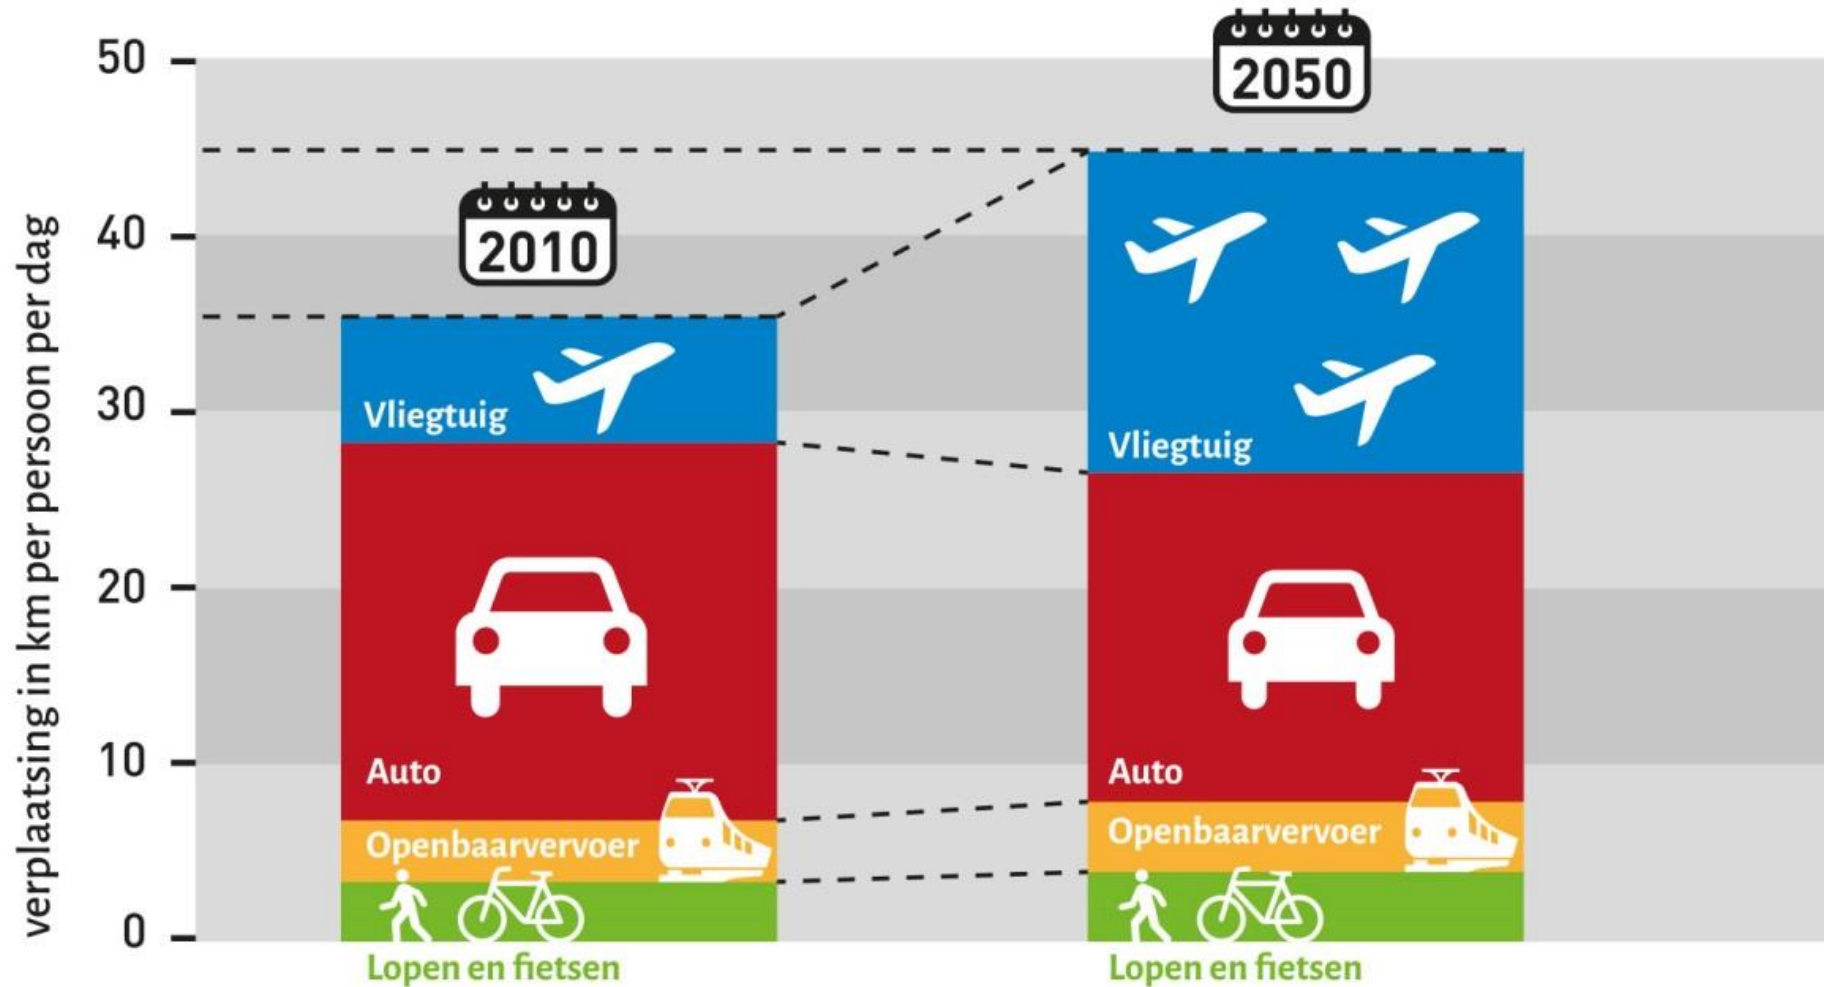 2050
2010
50
40
30
20
10
0
verplaatsing in km per persoon per dag
Vliegtuig
Auto
Openbaarvervoer
Lopen en fietsen
Vliegtuig
Auto
Openbaarvervoer
Lopen en fietsen